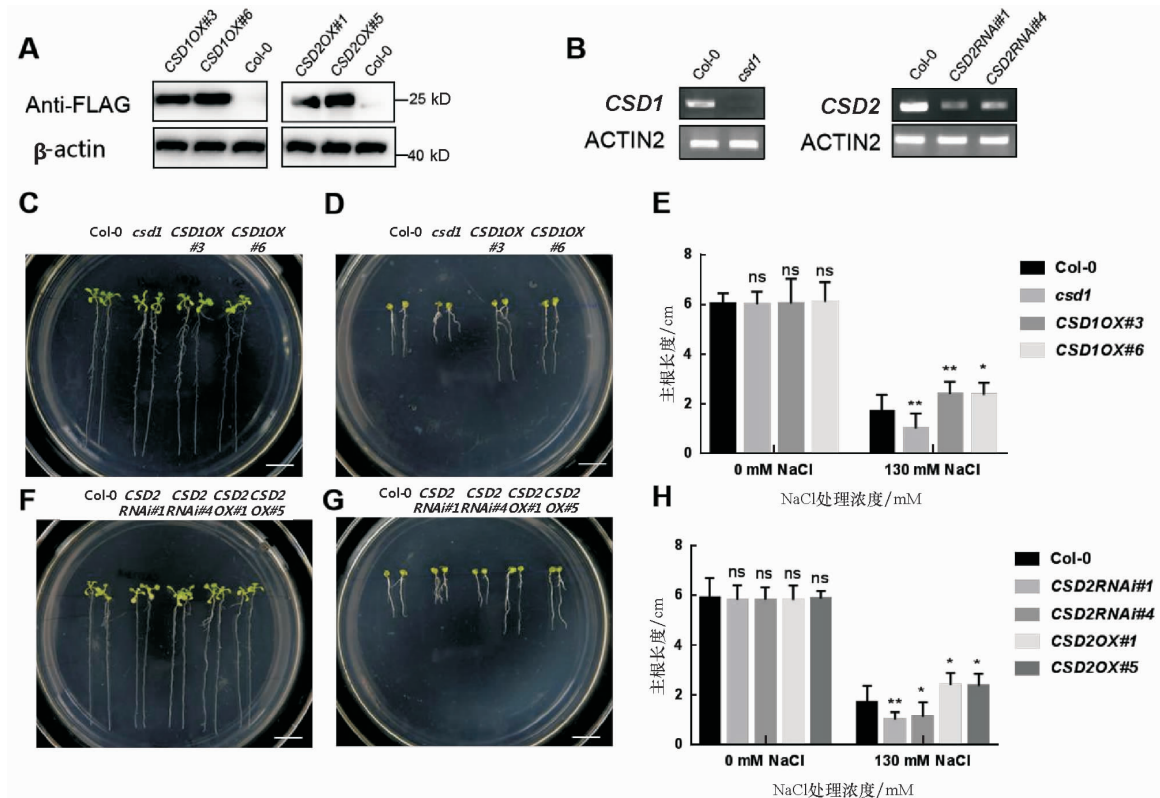 A
CSD1OX#3 CSD1OX#6 Col-0 CSD2OX#1 CSD2OX#5 Col-0
Anti-FLAG
25 kD
β-actin
40 kD
B
Col-0 csd1
CSD1
ACTIN2
Col-0 CSD2RNAi#1 CSD2RNAi#4
CSD2
ACTIN2
C
Col-0 csd1 CSD1OX CSD1OX
#3 #6
D
Col-0 csd1 CSD1OX CSD1OX
#3 #6
E
主根长度/cm
8
6
4
2
0
ns ns ns
** ** *
0 mM NaCl 130 mM NaCl
NaCl处理浓度/mM
Col-0
csd1
CSD1OX#3
CSD1OX#6
F
Col-0 CSD2 CSD2 CSD2 CSD2
RNAi#1 RNAi#4 OX#1 OX#5
G
Col-0 CSD2 CSD2 CSD2 CSD2
RNAi#1 RNAi#4 OX#1 OX#5
H
主根长度/cm
8
6
4
2
0
ns ns ns ns
** * * *
0 mM NaCl 130 mM NaCl
NaCl处理浓度/mM
Col-0
CSD2RNAi#1
CSD2RNAi#4
CSD2OX#1
CSD2OX#5